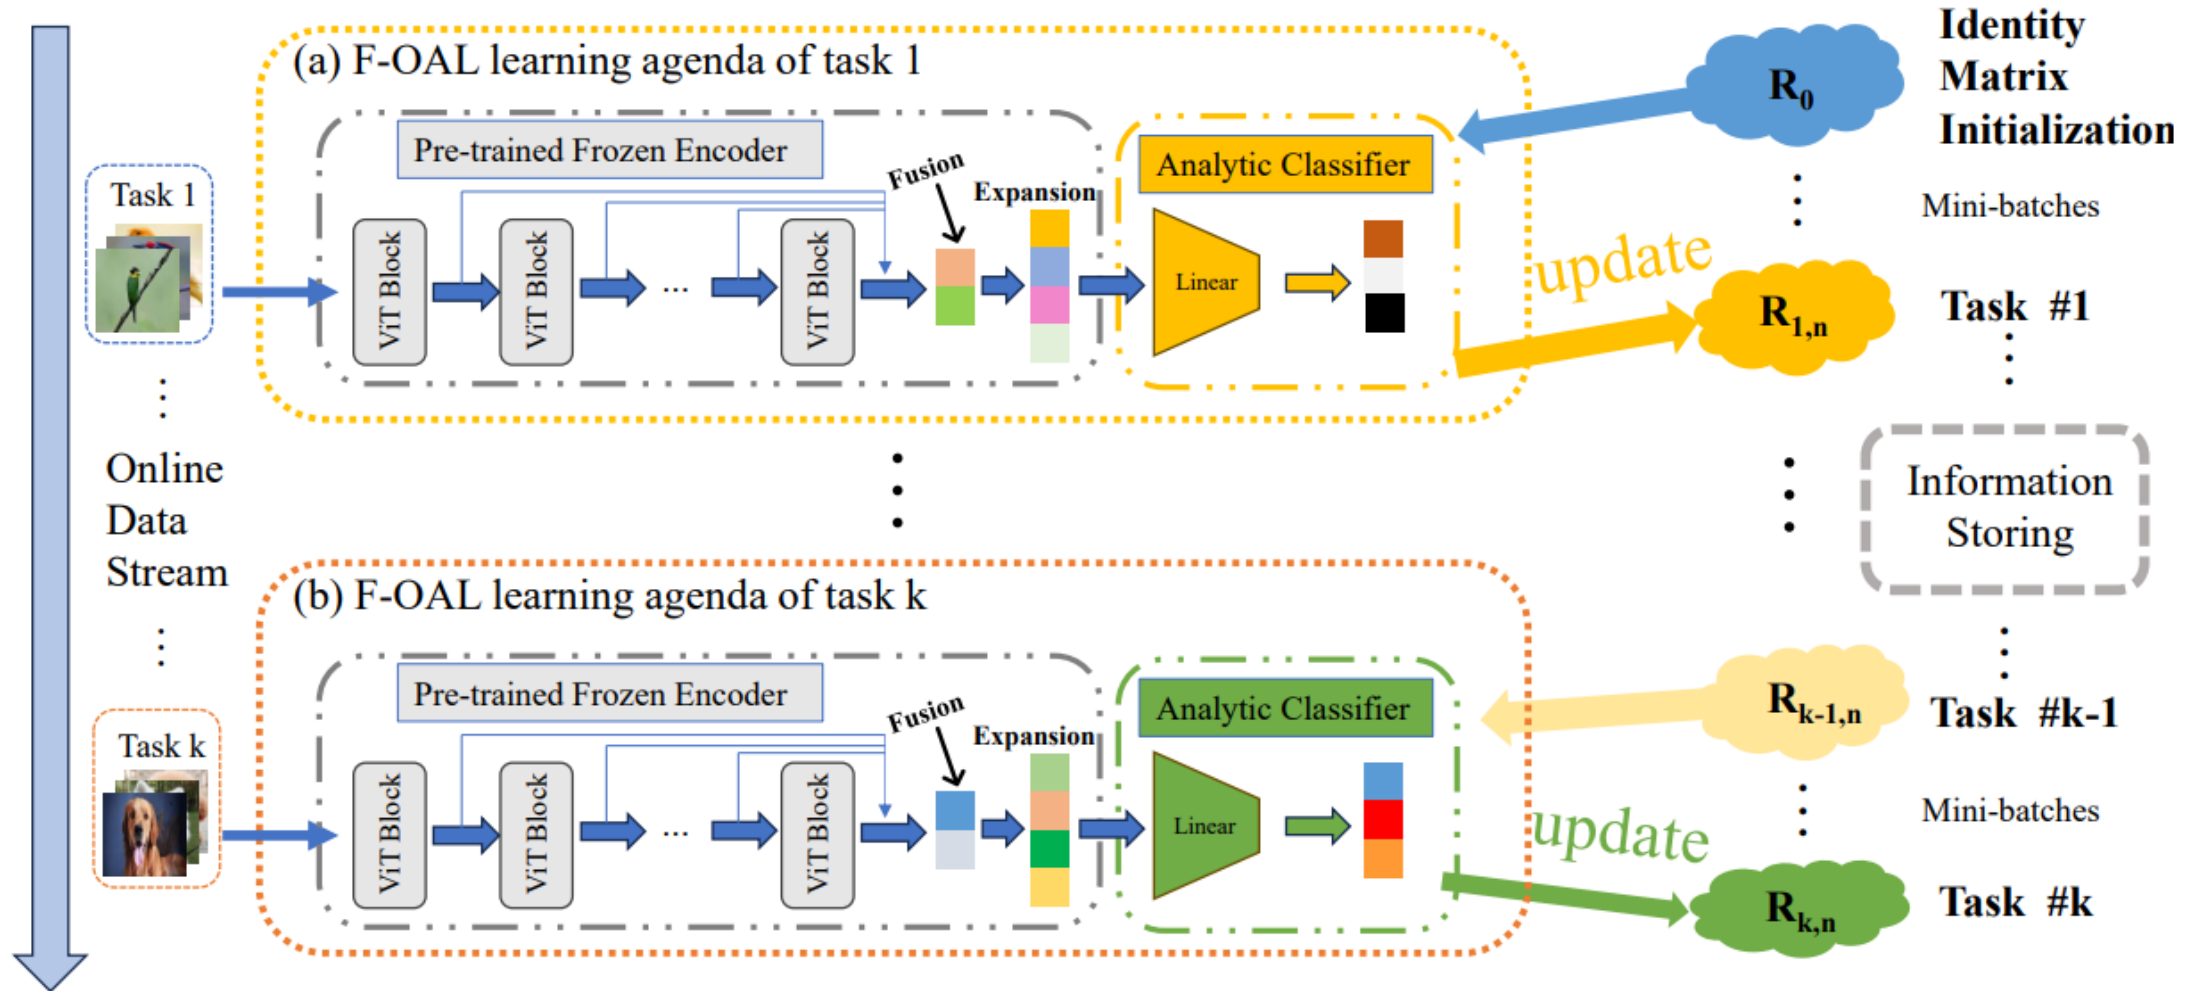 (a) F-OAL learning agenda of task 1
Pre-trained Frozen Encoder
Fusion
Expansion
Analytic Classifier
R0
Identity
Matrix
Initialization
Task 1
ViT Block
ViT Block
...
ViT Block
Linear
update
Mini-batches
R1,n
Task #1
Online
Data
Stream
Information
Storing
(b) F-OAL learning agenda of task k
Pre-trained Frozen Encoder
Fusion
Expansion
Analytic Classifier
Rk-1,n
Task #k-1
Task k
ViT Block
ViT Block
...
ViT Block
Linear
update
Mini-batches
Rk,n
Task #k